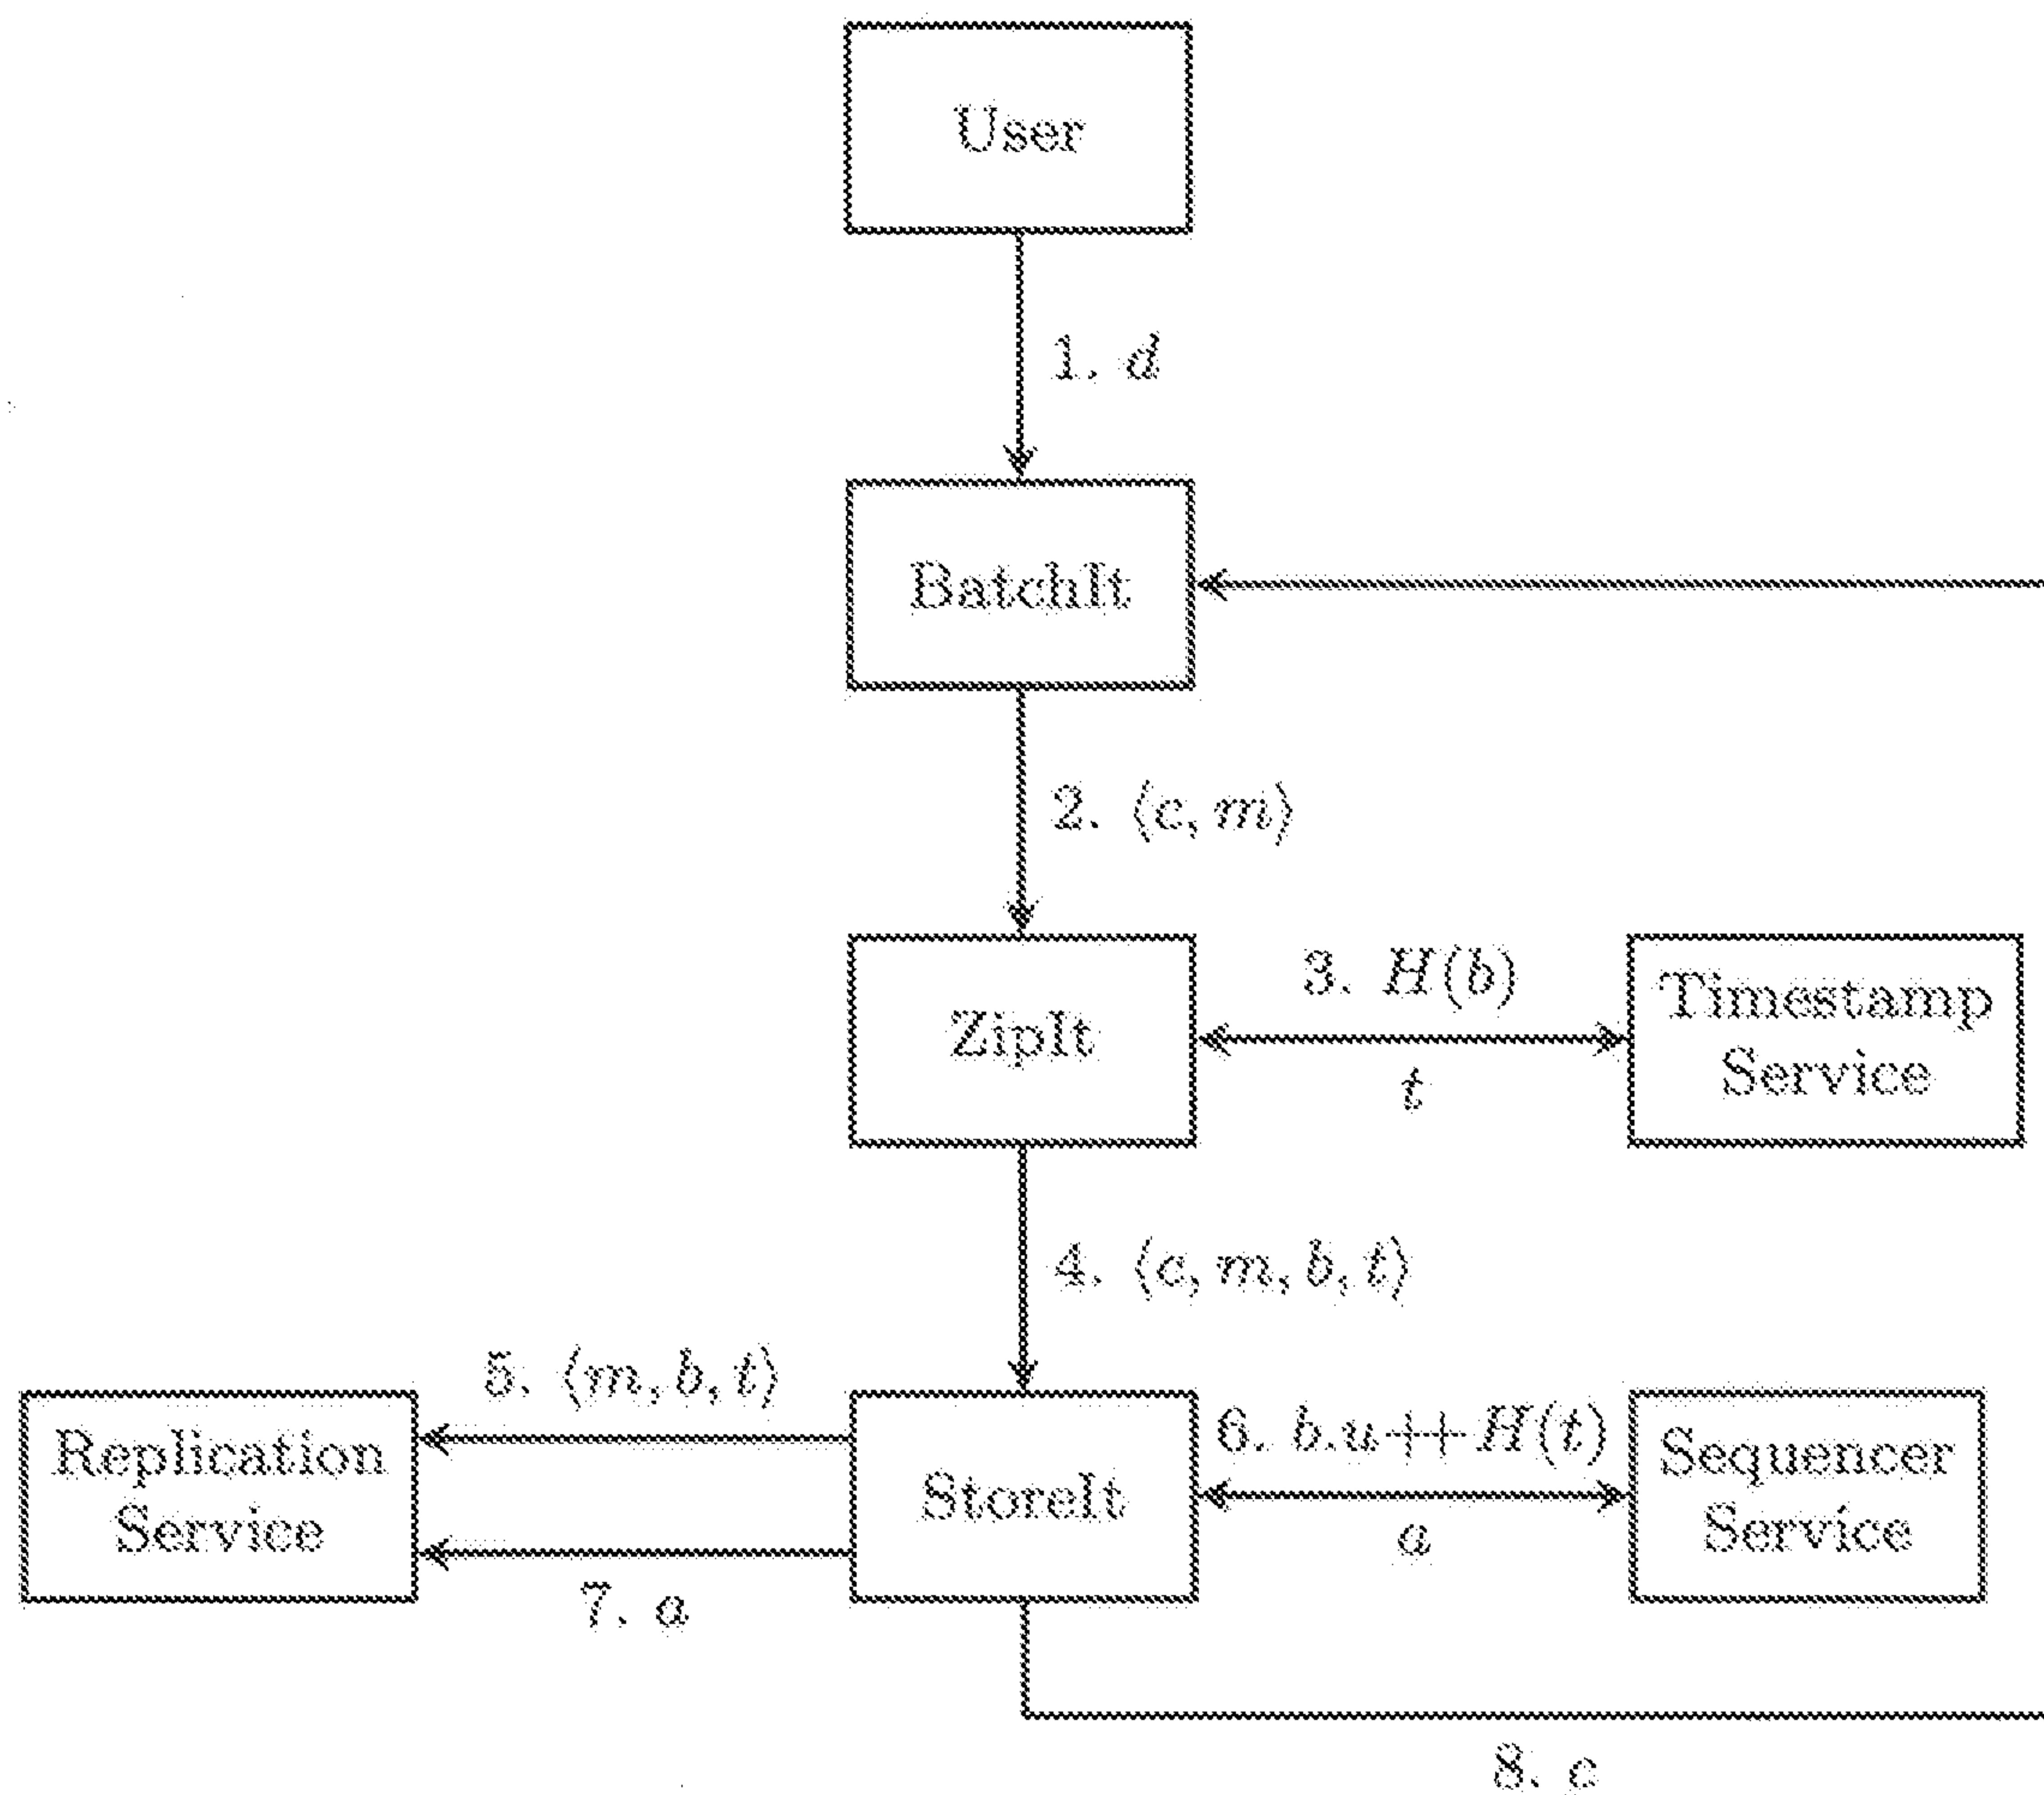 User
1. d
BatchIt
2. ⟨c, m⟩
3. H(b)
ZipIt
Timestamp
Service
t
4. ⟨c, m, b, t⟩
5. ⟨m, b, t⟩
6. b.u++H(t)
Replication
Service
StoreIt
Sequencer
Service
a
7. a
8. c